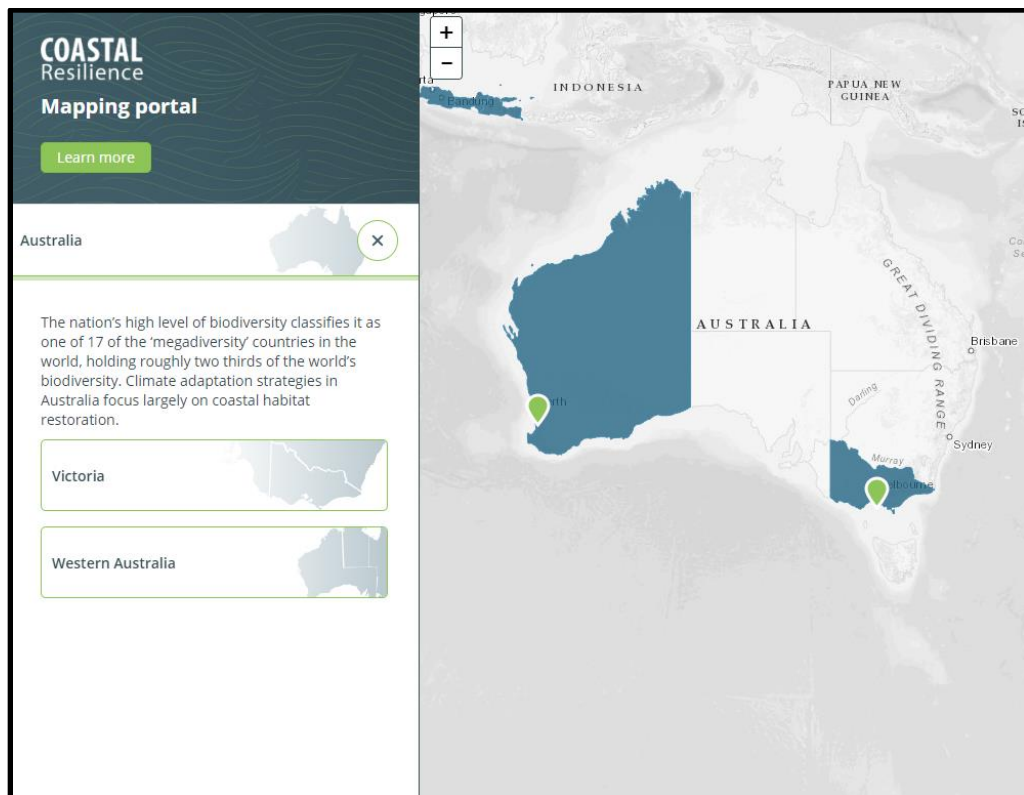 COASTAL
Resilience
Mapping portal
Learn more
Australia
The nation’s high level of biodiversity classifies it as
one of 17 of the ‘megadiversity’ countries in the
world, holding roughly two thirds of the world’s
biodiversity. Climate adaptation strategies in
Australia focus largely on coastal habitat
restoration.
Victoria
Western Australia
+
−
INDONESIA
Bandung
PAPUA NEW
GUINEA
AUSTRALIA
GREAT DIVIDING RANGE
Brisbane
Darling
Sydney
Murray